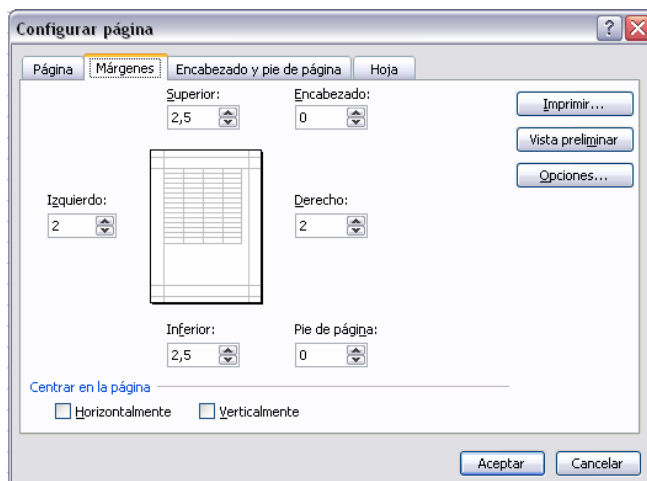 Configurar página
Página Márgenes Encabezado y pie de página Hoja
Superior: Encabezado:
2,5 0
Imprimir...
Vista preliminar
Opciones...
Izquierdo: Derecho:
2 2
Inferior: Pie de página:
2,5 0
Centrar en la página
Horizontalmente Verticalmente
Aceptar Cancelar